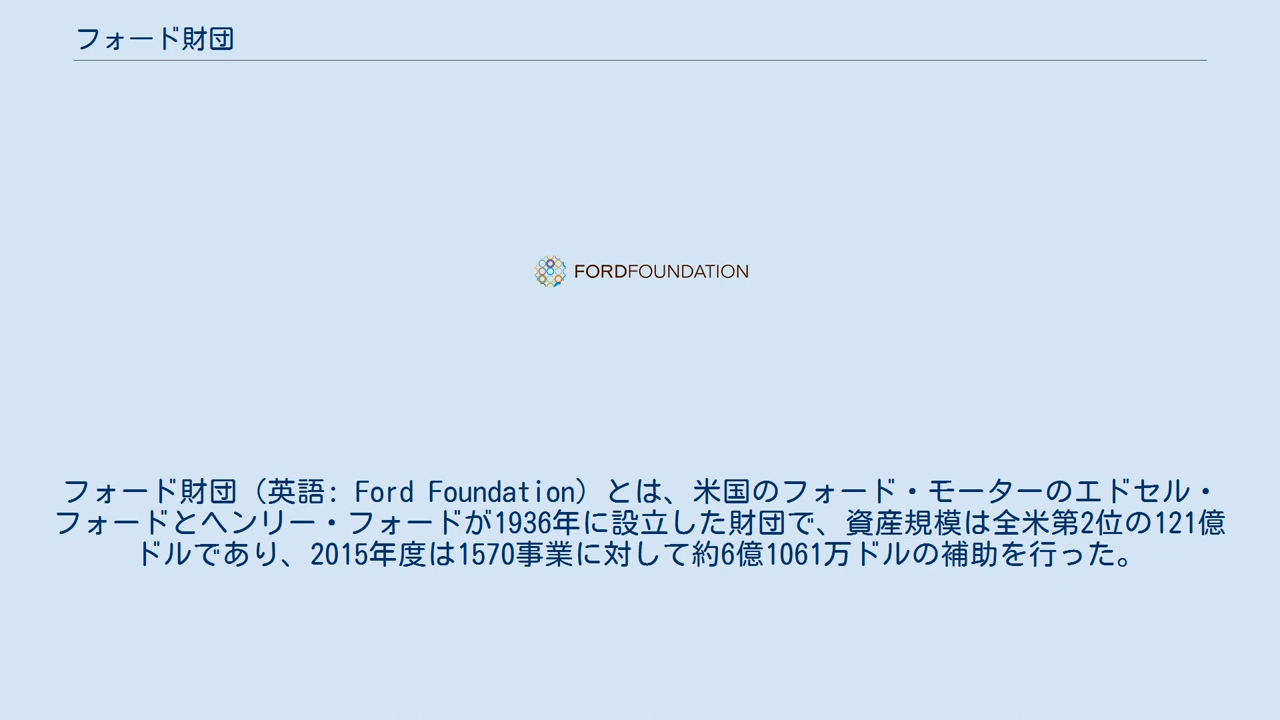 フォード財団
FORDFOUNDATION
フォード財団（英語: Ford Foundation）とは、米国のフォード・モーターのエドセル・
フォードとヘンリー・フォードが1936年に設立した財団で、資産規模は全米第2位の121億
ドルであり、2015年度は1570事業に対して約6億1061万ドルの補助を行った。